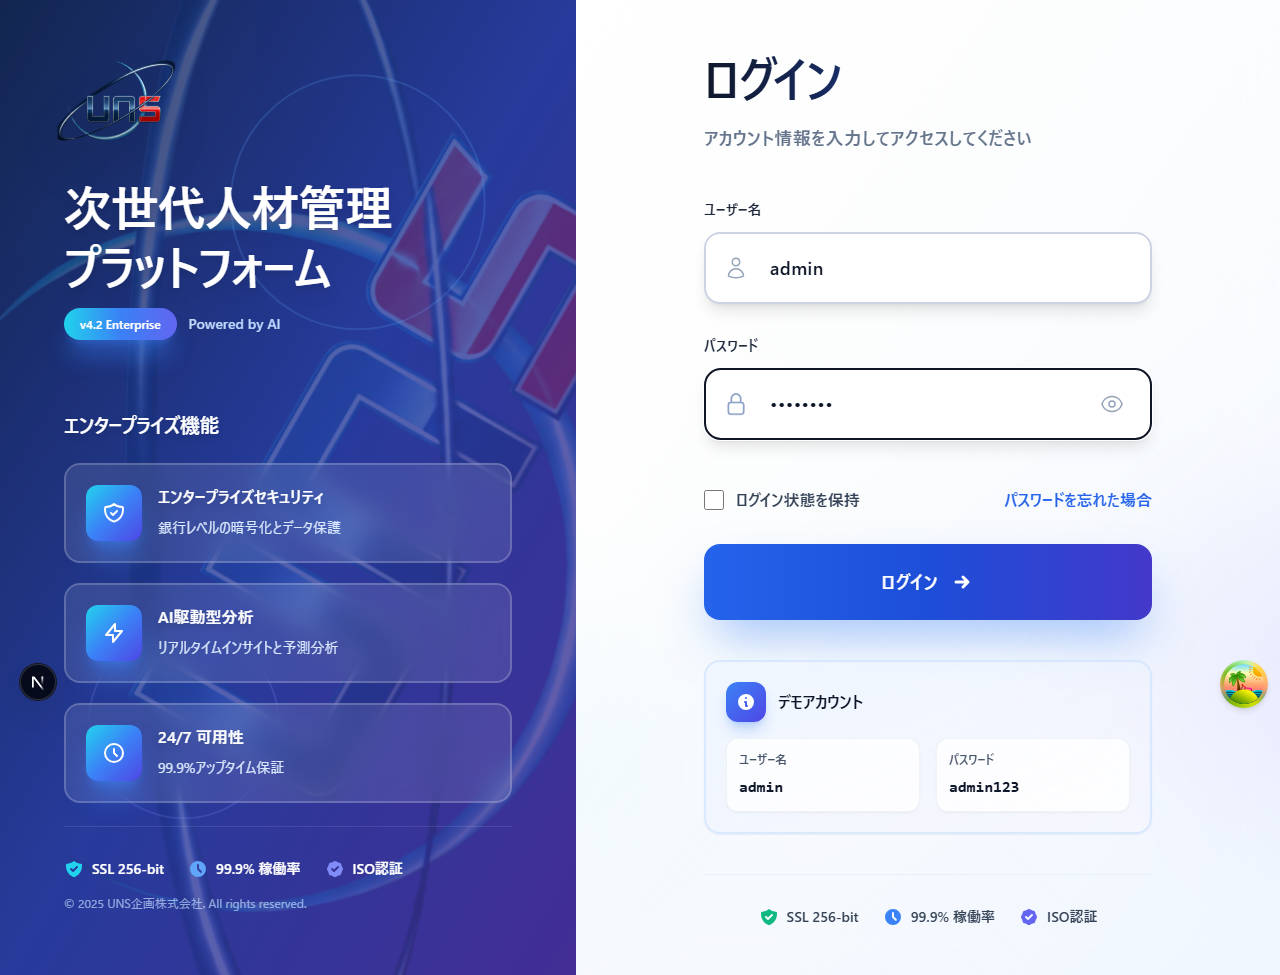 UNS
次世代人材管理
プラットフォーム
v4.2 Enterprise Powered by AI
エンタープライズ機能
エンタープライズセキュリティ
銀行レベルの暗号化とデータ保護
AI駆動型分析
リアルタイムインサイトと予測分析
24/7 可用性
99.9%アップタイム保証
SSL 256-bit 99.9% 稼働率 ISO認証
© 2025 UNS企画株式会社. All rights reserved.
N
ログイン
アカウント情報を入力してアクセスしてください
ユーザー名
admin
パスワード
••••••••
ログイン状態を保持 パスワードを忘れた場合
ログイン →
デモアカウント
ユーザー名 パスワード
admin admin123
SSL 256-bit 99.9% 稼働率 ISO認証